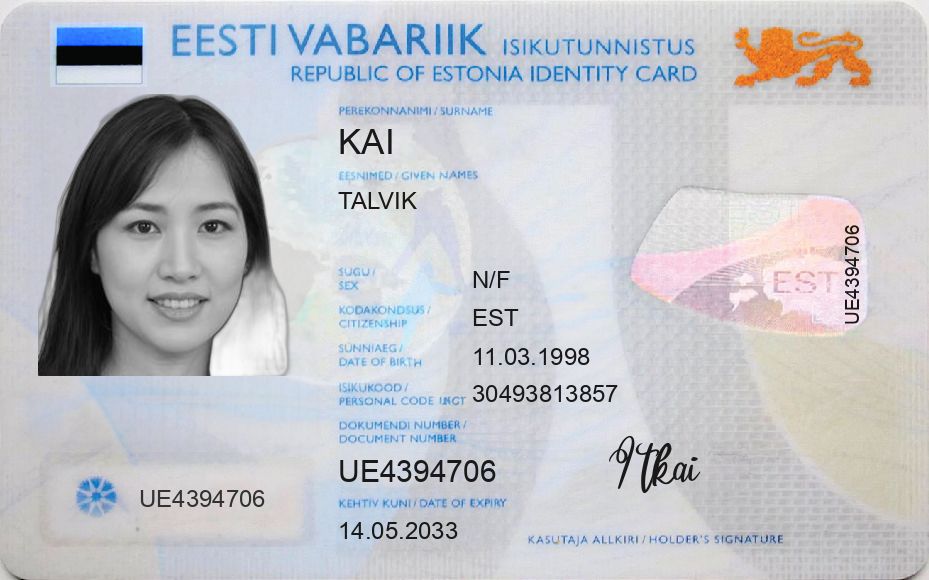 EESTI VABARIIK ISIKUTUNNISTUS
REPUBLIC OF ESTONIA IDENTITY CARD
PEREKONNANIMI / SURNAME
KAI
EESNIMED / GIVEN NAMES
TALVIK
SUGU /
SEX
N/F
KODAKONDSUS /
CITIZENSHIP
EST
SÜNNIAEG /
DATE OF BIRTH
11.03.1998
ISIKUKOOD /
PERSONAL CODE
30493813857
DOKUMENDI NUMBER /
DOCUMENT NUMBER
UE4394706
KEHTIV KUNI / DATE OF EXPIRY
14.05.2033
UE4394706
EST
UE4394706
Itkai
KASUTAJA ALLKIRI / HOLDER'S SIGNATURE